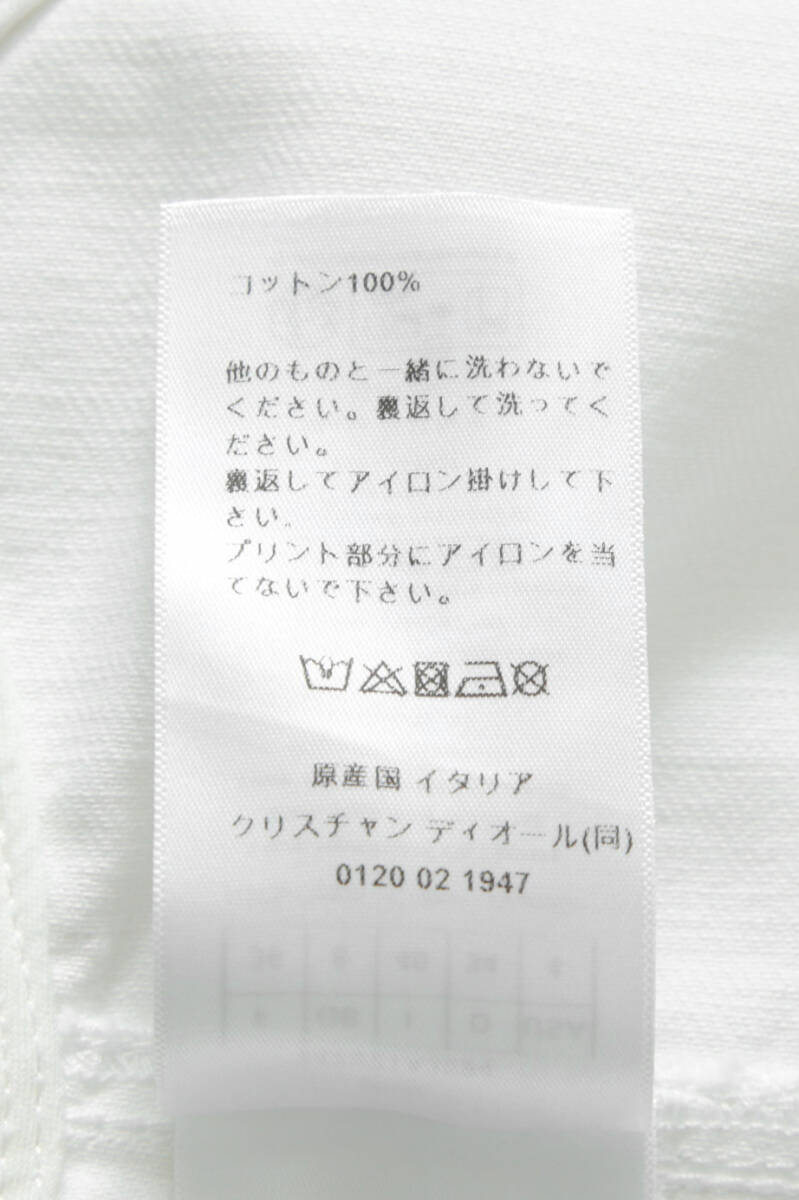 コットン100%
他のものと一緒に洗わないで
ください。裏返して洗ってく
ださい。
裏返してアイロン掛けして下
さい。
プリント部分にアイロンを当
てないで下さい。
原産国 イタリア
クリスチャン ディオール(同)
0120 02 1947